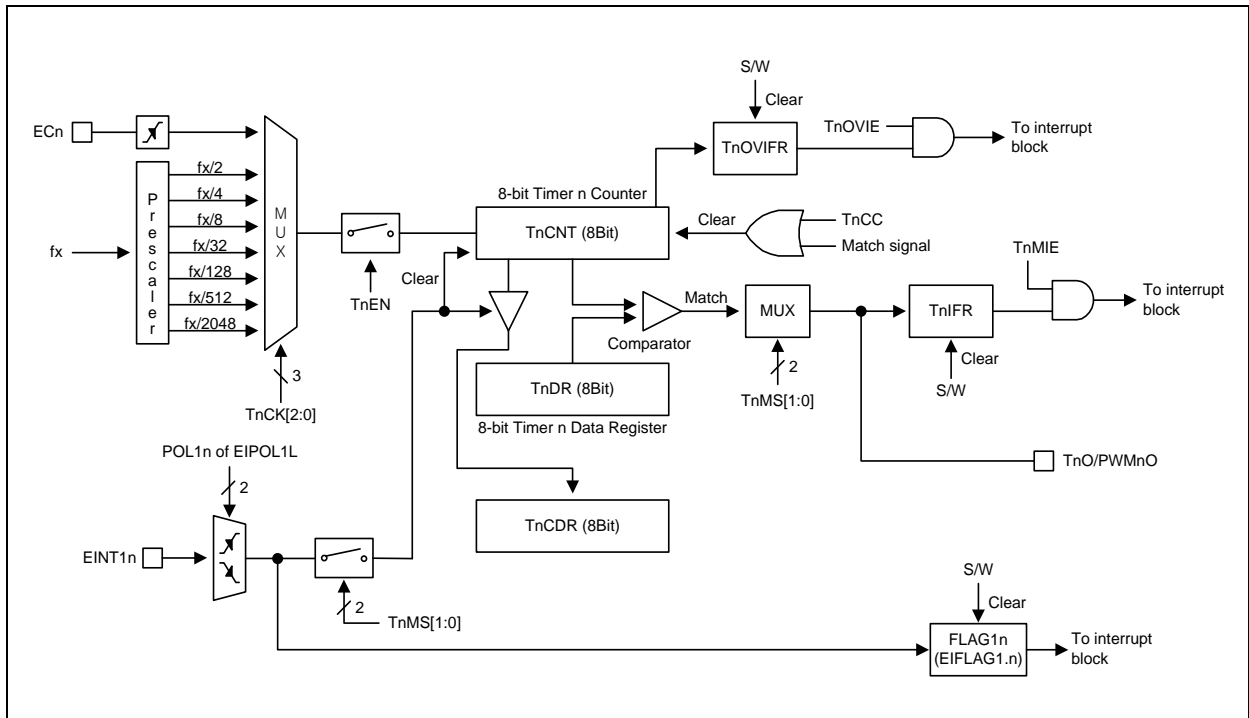 S/W
Clear
ECn
TnOVIFR
TnOVIE
To interrupt
block
Prescaler
fx
fx/2
fx/4
fx/8
fx/32
fx/128
fx/512
fx/2048
MUX
3
TnCK[2:0]
TnEN
8-bit Timer n Counter
TnCNT (8Bit)
Clear
TnCC
Match signal
Clear
Match
Comparator
MUX
2
TnMS[1:0]
TnMIE
TnIFR
Clear
S/W
To interrupt
block
TnDR (8Bit)
8-bit Timer n Data Register
TnO/PWMnO
TnCDR (8Bit)
POL1n of EIPOL1L
2
EINT1n
2
TnMS[1:0]
S/W
Clear
FLAG1n
(EIFLAG1.n)
To interrupt
block